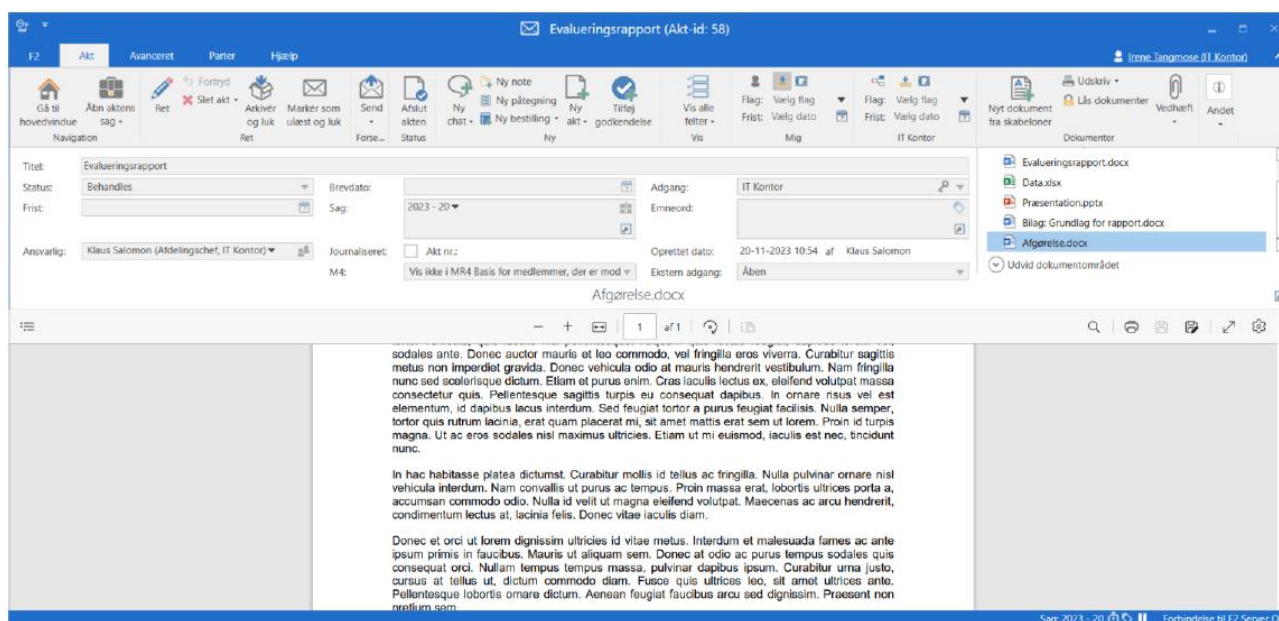 Evalueringsrapport (Akt-id: 58)
F2 Akt Avanceret Parter Hjælp Irene Tangmose (IT Kontor)
Gå til hovedvindue
Åbn aktens sag
Navigation
Ret
Fortryd
Slet akt
Arkivér og luk
Markér som ulæst og luk
Ret
Send
Forse...
Afslut akten
Status
Ny chat
Ny note
Ny påtegning
Ny bestilling
Ny akt
Tilføj godkendelse
Ny
Vis alle felter
Vis
Flag: Vælg flag
Frist: Vælg dato
Mig
Flag: Vælg flag
Frist: Vælg dato
IT Kontor
Nyt dokument fra skabeloner
Udskriv
Lås dokumenter
Vedhæft
Dokumenter
Andet
Titel: Evalueringsrapport
Status: Behandles Brevdato: Adgang: IT Kontor
Frist: Sag: 2023 - 20 Emneord:
Ansvarlig: Klaus Salomon (Afdelingschef, IT Kontor) Journaliseret: Akt nr.: Oprettet dato: 20-11-2023 10:54 af Klaus Salomon
M4: Vis ikke i MR4 Basis for medlemmer, der er mod Ekstern adgang: Åben
Evalueringsrapport.docx
Data.xlsx
Præsentation.pptx
Bilag: Grundlag for rapport.docx
Afgørelse.docx
Udvid dokumentområdet
Afgørelse.docx
1 af 1
sodales ante. Donec auctor mauris et leo commodo, vel fringilla eros viverra. Curabitur sagittis
metus non imperdiet gravida. Donec vehicula odio at mauris hendrerit vestibulum. Nam fringilla
nunc sed scelerisque dictum. Etiam et purus enim. Cras iaculis lectus ex, eleifend volutpat massa
consectetur quis. Pellentesque sagittis turpis eu consequat dapibus. In ornare risus vel est
elementum, id dapibus lacus interdum. Sed feugiat tortor a purus feugiat facilisis. Nulla semper,
tortor quis rutrum lacinia, erat quam placerat mi, sit amet mattis erat sem ut lorem. Proin id turpis
magna. Ut ac eros sodales nisl maximus ultricies. Etiam ut mi euismod, iaculis est nec, tincidunt
nunc.
In hac habitasse platea dictumst. Curabitur mollis id tellus ac fringilla. Nulla pulvinar ornare nisl
vehicula interdum. Nam convallis ut purus ac tempus. Proin massa erat, lobortis ultrices porta a,
accumsan commodo odio. Nulla id velit ut magna eleifend volutpat. Maecenas ac arcu hendrerit,
condimentum lectus at, lacinia felis. Donec vitae iaculis diam.
Donec et orci ut lorem dignissim ultricies id vitae metus. Interdum et malesuada fames ac ante
ipsum primis in faucibus. Mauris ut aliquam sem. Donec at odio ac purus tempus sodales quis
consequat orci. Nullam tempus tempus massa, pulvinar dapibus ipsum. Curabitur urna justo,
cursus at tellus ut, dictum commodo diam. Fusce quis ultrices leo, sit amet ultrices ante.
Pellentesque lobortis ornare dictum. Aenean feugiat faucibus arcu sed dignissim. Praesent non
pretium sem
Sag: 2023 - 20 Forbindelse til F2 Server